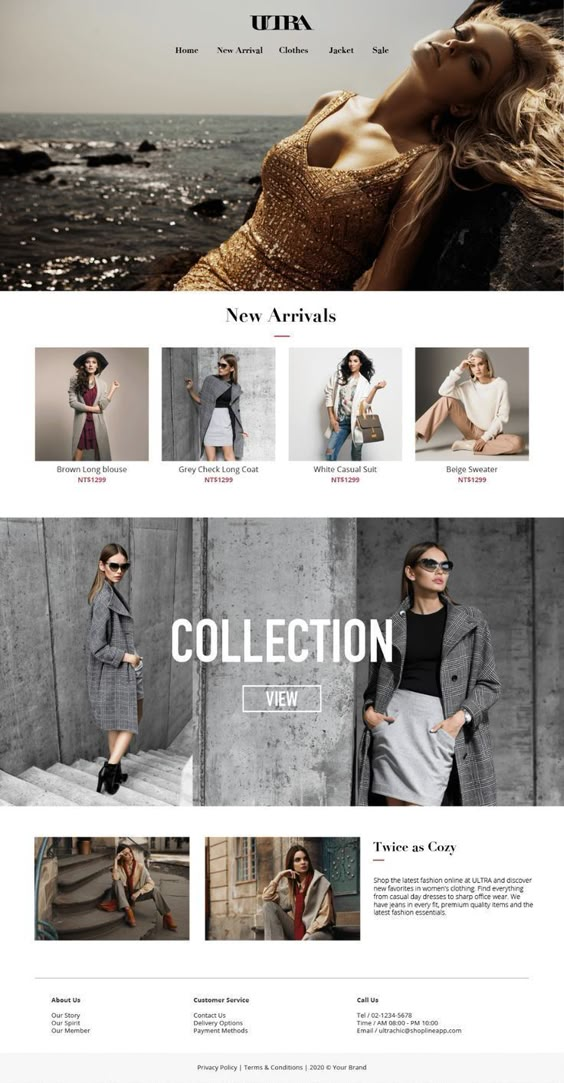 ULTRA
Home New Arrival Clothes Jacket Sale
New Arrivals
Brown Long blouse
NT$1299
Grey Check Long Coat
NT$1299
White Casual Suit
NT$1299
Beige Sweater
NT$1299
COLLECTION
VIEW
Twice as Cozy
Shop the latest fashion online at ULTRA and discover
new favorites in women's clothing. Find everything
from casual day dresses to sharp office wear. We
have jeans in every fit, premium quality items and the
latest fashion essentials.
About Us
Our Story
Our Spirit
Our Member
Customer Service
Contact Us
Delivery Options
Payment Methods
Call Us
Tel / 02-1234-5678
Time / AM 08:00 - PM 16:00
Email / ultrachic@shoplineapp.com
Privacy Policy | Terms & Conditions | 2020 © Your Brand